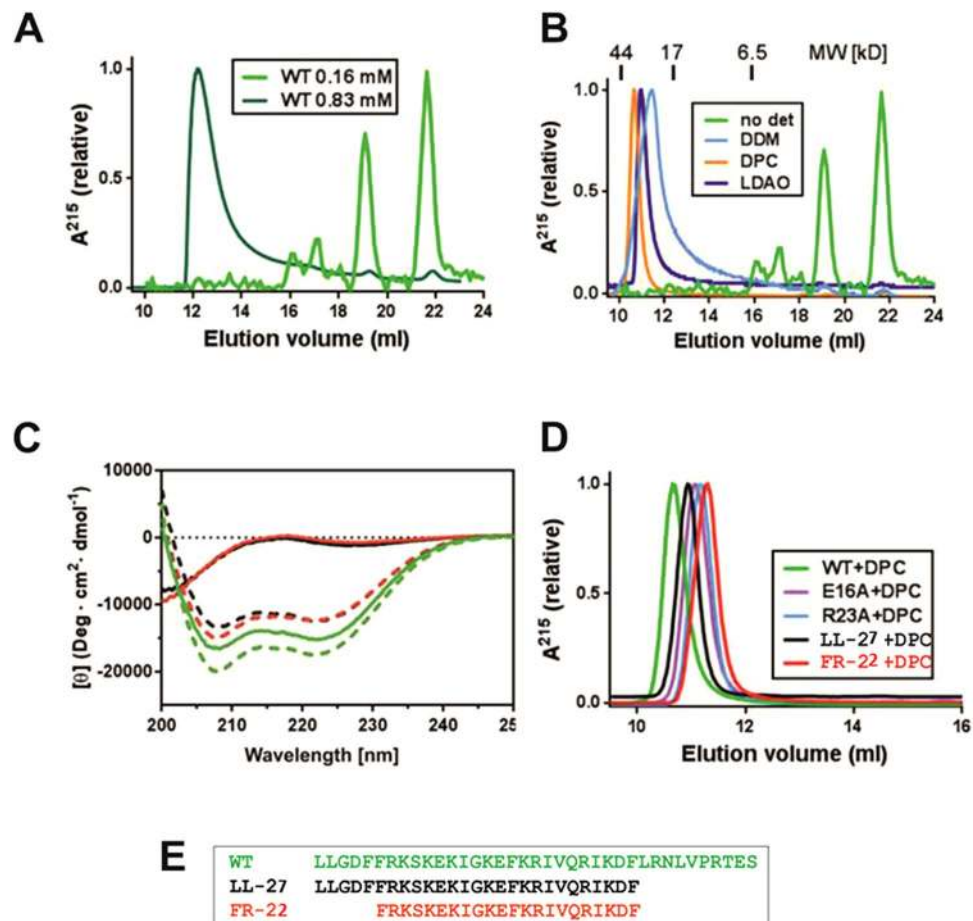 A
WT 0.16 mM
WT 0.83 mM
1.0
0.5
0.0
A215 (relative)
10 12 14 16 18 20 22 24
Elution volume (ml)
B
44 17 6.5 MW [kD]
no det
DDM
DPC
LDAO
1.0
0.5
0.0
A215 (relative)
10 12 14 16 18 20 22 24
Elution volume (ml)
C
10000
0
-10000
-20000
[θ] (Deg · cm2· dmol-1)
200 210 220 230 240 25
Wavelength [nm]
D
1.0
0.5
0.0
A215 (relative)
WT+DPC
E16A+DPC
R23A+DPC
LL-27 +DPC
FR-22 +DPC
10 12 14 16
Elution volume (ml)
E
WT LLGDFFRKSKEKIGKEFKRIVQRIKDFLRNLVPRTES
LL-27 LLGDFFRKSKEKIGKEFKRIVQRIKDF
FR-22 FRKSKEKIGKEFKRIVQRIKDF